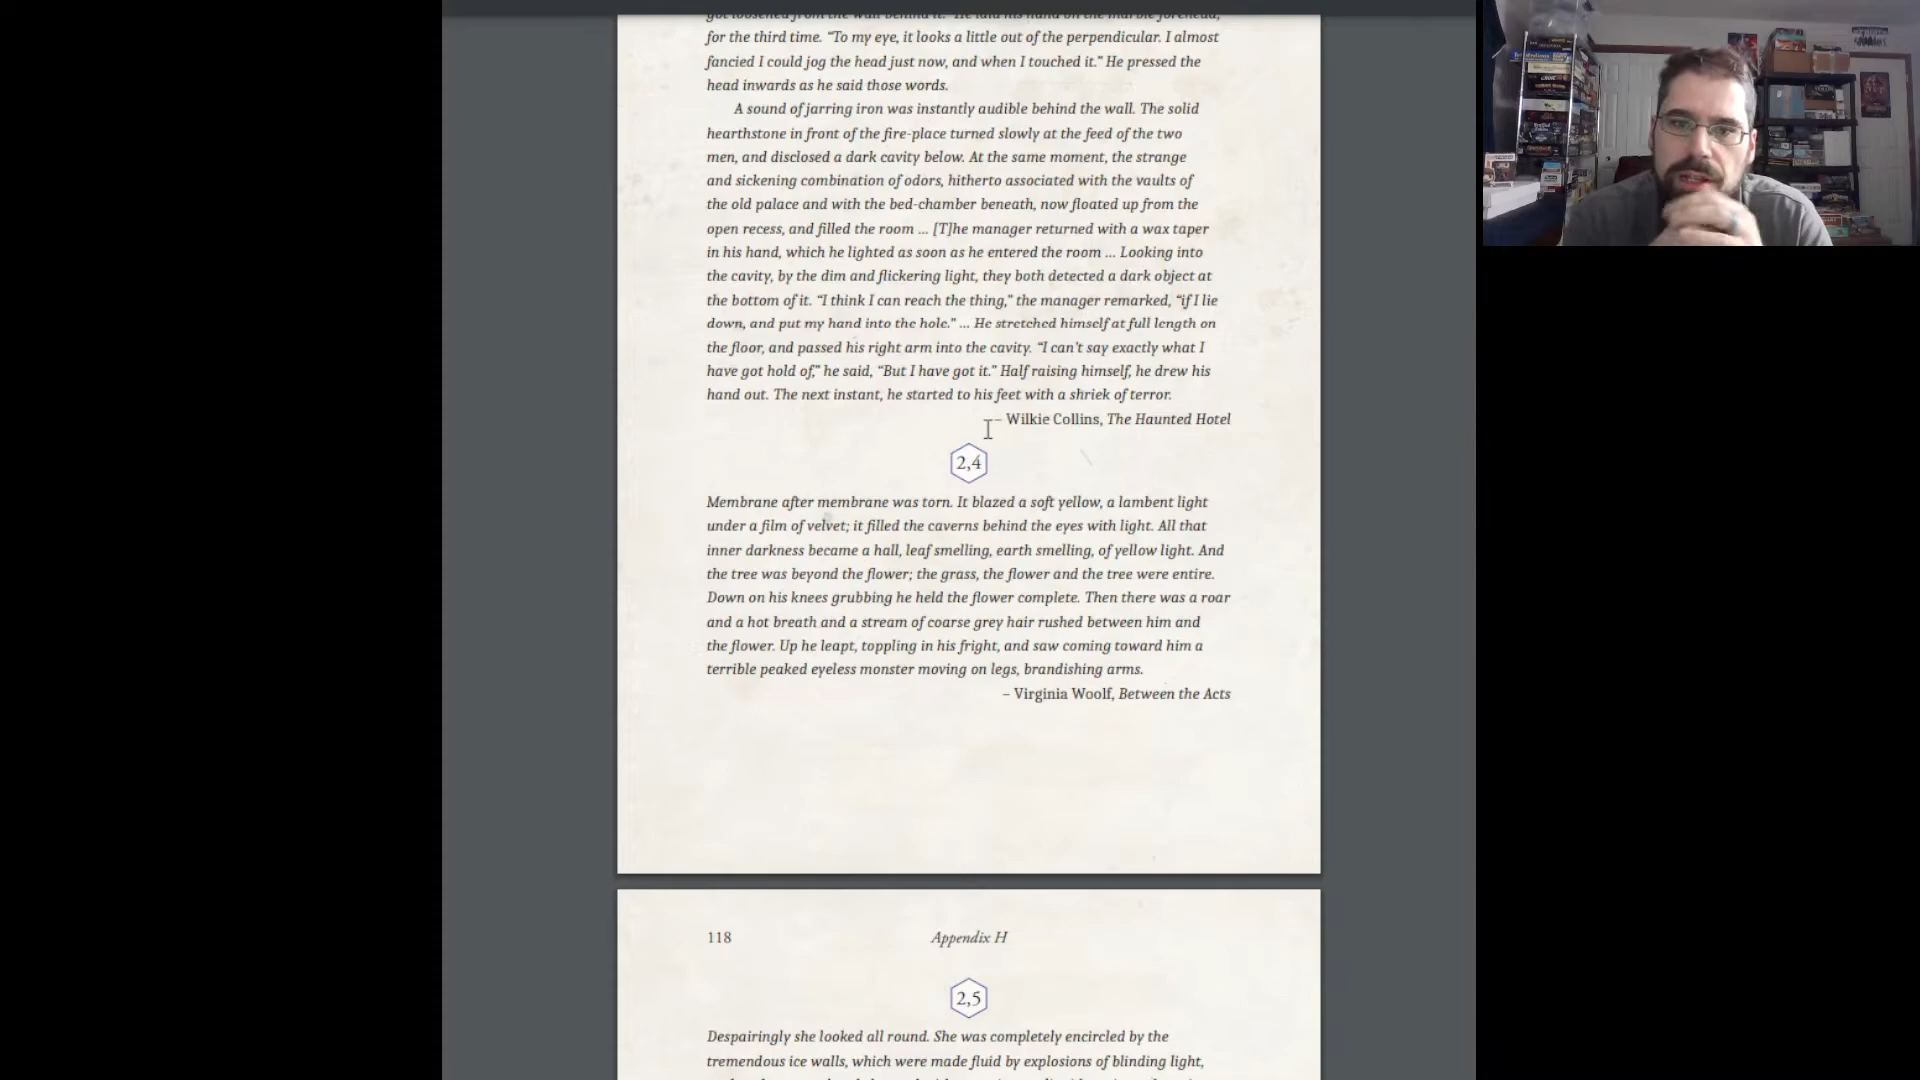 got loosened from the wall behind it." He laid his hand on the marble forehead,
for the third time. “To my eye, it looks a little out of the perpendicular. I almost
fancied I could jog the head just now, and when I touched it.” He pressed the
head inwards as he said those words.
A sound of jarring iron was instantly audible behind the wall. The solid
hearthstone in front of the fire-place turned slowly at the feed of the two
men, and disclosed a dark cavity below. At the same moment, the strange
and sickening combination of odors, hitherto associated with the vaults of
the old palace and with the bed-chamber beneath, now floated up from the
open recess, and filled the room ... [T]he manager returned with a wax taper
in his hand, which he lighted as soon as he entered the room ... Looking into
the cavity, by the dim and flickering light, they both detected a dark object at
the bottom of it. “I think I can reach the thing,” the manager remarked, “if I lie
down, and put my hand into the hole.” ... He stretched himself at full length on
the floor, and passed his right arm into the cavity. “I can’t say exactly what I
have got hold of,” he said, “But I have got it.” Half raising himself, he drew his
hand out. The next instant, he started to his feet with a shriek of terror.
– Wilkie Collins, The Haunted Hotel
2,4
Membrane after membrane was torn. It blazed a soft yellow, a lambent light
under a film of velvet; it filled the caverns behind the eyes with light. All that
inner darkness became a hall, leaf smelling, earth smelling, of yellow light. And
the tree was beyond the flower; the grass, the flower and the tree were entire.
Down on his knees grubbing he held the flower complete. Then there was a roar
and a hot breath and a stream of coarse grey hair rushed between him and
the flower. Up he leapt, toppling in his fright, and saw coming toward him a
terrible peaked eyeless monster moving on legs, brandishing arms.
– Virginia Woolf, Between the Acts
118 Appendix H
2,5
Despairingly she looked all round. She was completely encircled by the
tremendous ice walls, which were made fluid by explosions of blinding light,